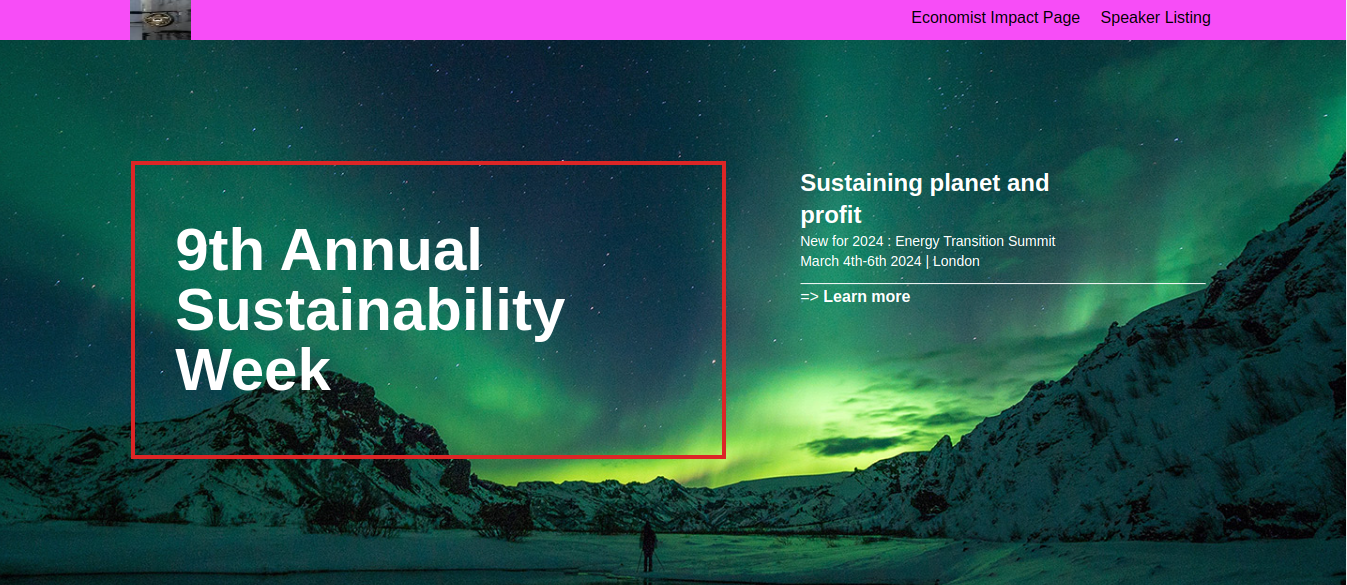 Economist Impact Page
Speaker Listing
9th Annual
Sustainability
Week
Sustaining planet and
profit
New for 2024 : Energy Transition Summit
March 4th-6th 2024 | London
=> Learn more